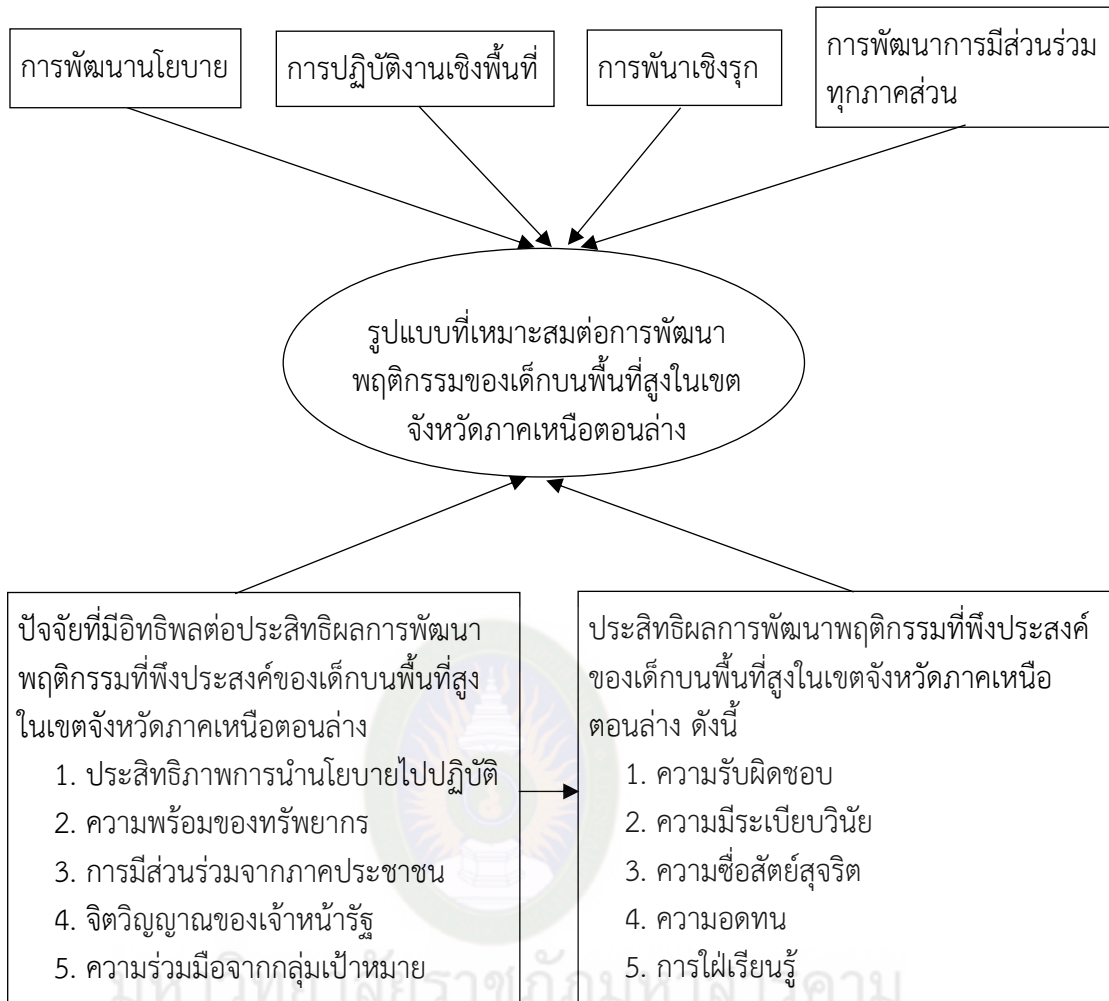 การพัฒนานโยบาย
การปฏิบัติงานเชิงพื้นที่
การพันาเชิงรุก
การพัฒนาการมีส่วนร่วม
ทุกภาคส่วน
รูปแบบที่เหมาะสมต่อการพัฒนา
พฤติกรรมของเด็กบนพื้นที่สูงในเขต
จังหวัดภาคเหนือตอนล่าง
ปัจจัยที่มีอิทธิพลต่อประสิทธิผลการพัฒนา
พฤติกรรมที่พึงประสงค์ของเด็กบนพื้นที่สูง
ในเขตจังหวัดภาคเหนือตอนล่าง
1. ประสิทธิภาพการนำนโยบายไปปฏิบัติ
2. ความพร้อมของทรัพยากร
3. การมีส่วนร่วมจากภาคประชาชน
4. จิตวิญญาณของเจ้าหน้ารัฐ
5. ความร่วมมือจากกลุ่มเป้าหมาย
ประสิทธิผลการพัฒนาพฤติกรรมที่พึงประสงค์
ของเด็กบนพื้นที่สูงในเขตจังหวัดภาคเหนือ
ตอนล่าง ดังนี้
1. ความรับผิดชอบ
2. ความมีระเบียบวินัย
3. ความซื่อสัตย์สุจริต
4. ความอดทน
5. การใฝ่เรียนรู้
มหาวิทยาลัยราชภัฏมหาสารคาม